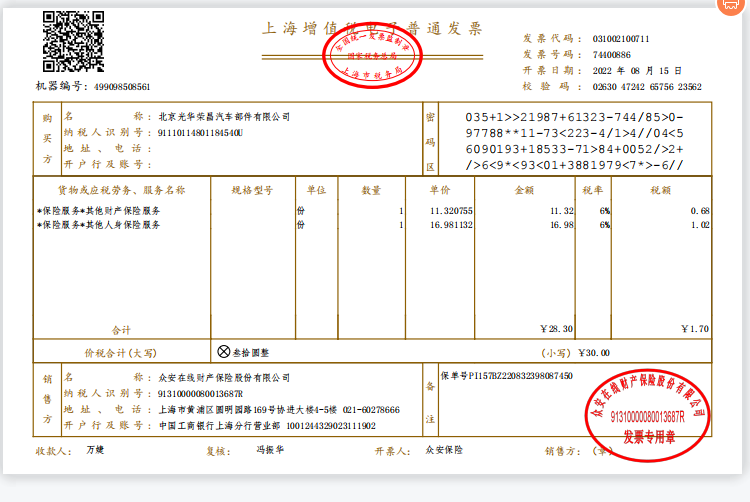 上海增值税电子普通发票
全国统一发票监制章
国家税务总局
上海市税务局
发票代码: 031002100711
发票号码: 74400886
开票日期: 2022 年 08 月 15 日
校验码: 02630 47242 65756 23562
机器编号: 499098508561
购买方
名称: 北京光华荣昌汽车部件有限公司
纳税人识别号: 91110114801184540U
地址、电话:
开户行及账号:
密码区
035+1>>21987+61323-744/85>0-
97788**11-73<223-4/1>4//04<5
6090193+18533-71>84+0052/>2+
/>6<9*<93<01+3881979<7*>-6//
货物或应税劳务、服务名称 规格型号 单位 数量 单价 金额 税率 税额
*保险服务*其他财产保险服务 份 1 11.320755 11.32 6% 0.68
*保险服务*其他人身保险服务 份 1 16.981132 16.98 6% 1.02
合计 ¥28.30 ¥1.70
价税合计(大写) ⊗叁拾圆整 (小写) ¥30.00
销售方
名称: 众安在线财产保险股份有限公司
纳税人识别号: 91310000080013687R
地址、电话: 上海市黄浦区圆明园路169号协进大楼4-5楼 021-60278666
开户行及账号: 中国工商银行上海分行营业部 1001244329023111902
备注
保单号PI157BZ220832398087450
众安在线财产保险股份有限公司
91310000080013687R
发票专用章
收款人: 万婕 复核: 冯振华 开票人: 众安保险 销售方: (章)